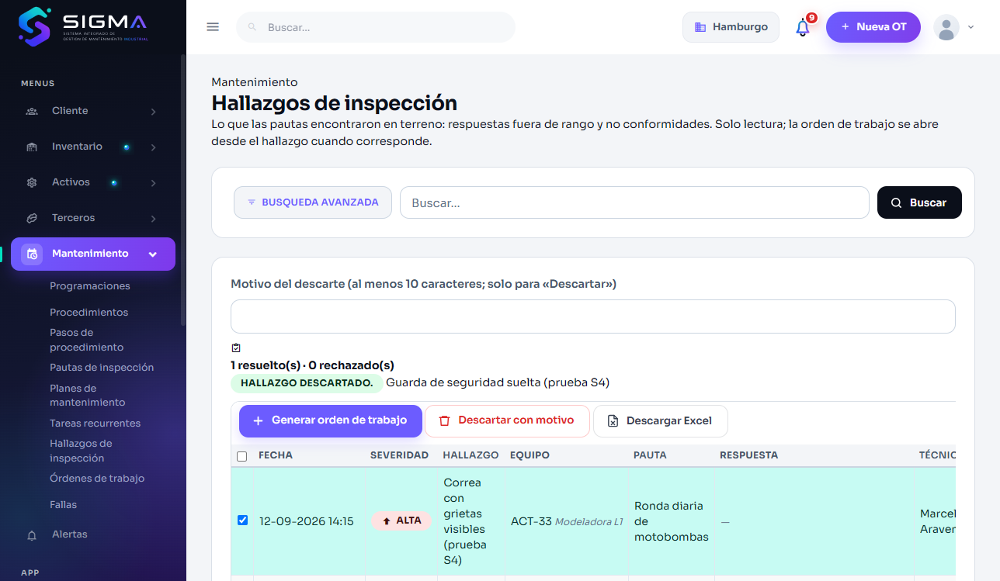 SIGMA
SISTEMA INTEGRADO DE
GESTIÓN DE MANTENIMIENTO INDUSTRIAL
Buscar...
Hamburgo
9
+ Nueva OT
MENUS
Cliente
Inventario
Activos
Terceros
Mantenimiento
Programaciones
Procedimientos
Pasos de
procedimiento
Pautas de inspección
Planes de
mantenimiento
Tareas recurrentes
Hallazgos de
inspección
Órdenes de trabajo
Fallas
Alertas
APP
Mantenimiento
Hallazgos de inspección
Lo que las pautas encontraron en terreno: respuestas fuera de rango y no conformidades. Solo lectura; la orden de trabajo se abre
desde el hallazgo cuando corresponde.
BUSQUEDA AVANZADA
Buscar...
Buscar
Motivo del descarte (al menos 10 caracteres; solo para «Descartar»)
1 resuelto(s) · 0 rechazado(s)
HALLAZGO DESCARTADO. Guarda de seguridad suelta (prueba S4)
+ Generar orden de trabajo
Descartar con motivo
Descargar Excel
FECHA SEVERIDAD HALLAZGO EQUIPO PAUTA RESPUESTA TÉCNIC
12-09-2026 14:15
ALTA
Correa
con
grietas
visibles
(prueba
S4)
ACT-33 Modeladora L1
Ronda diaria
de
motobombas
—
Marcel
Araver